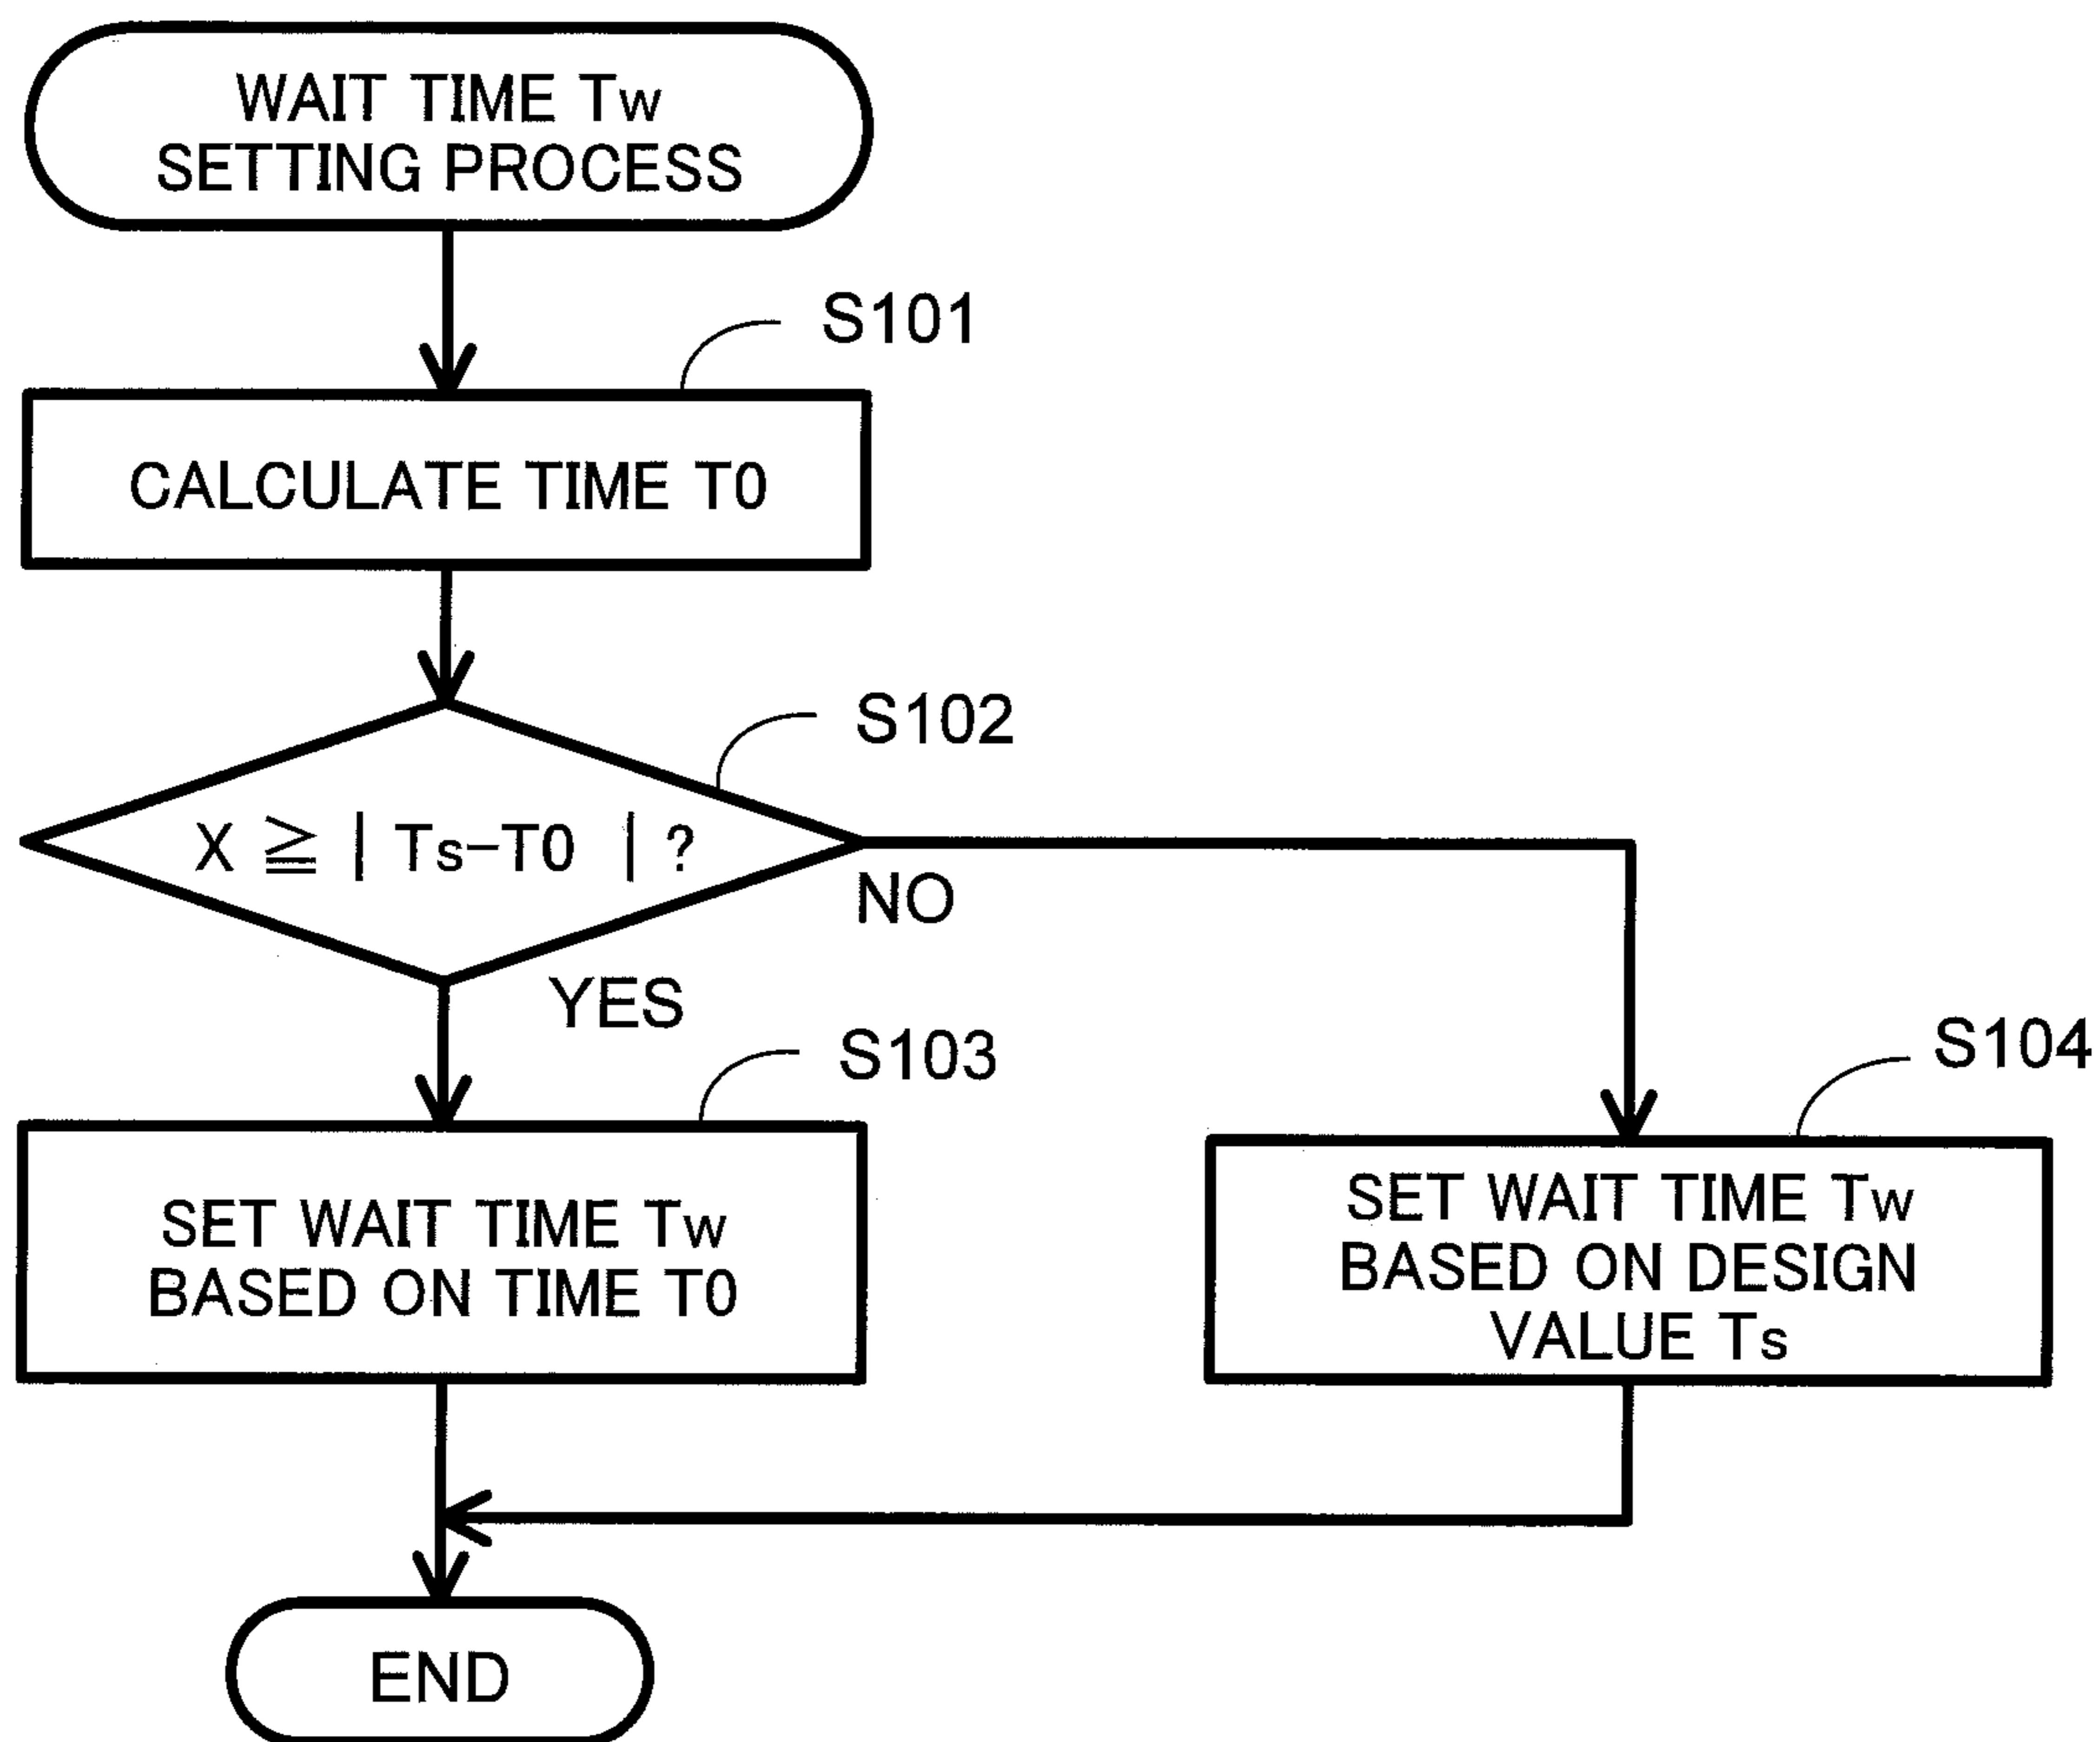 WAIT TIME Tw
SETTING PROCESS
S101
CALCULATE TIME T0
S102
X ≧ | Ts-T0 | ?
NO
YES
S103
S104
SET WAIT TIME Tw
BASED ON TIME T0
SET WAIT TIME Tw
BASED ON DESIGN
VALUE Ts
END